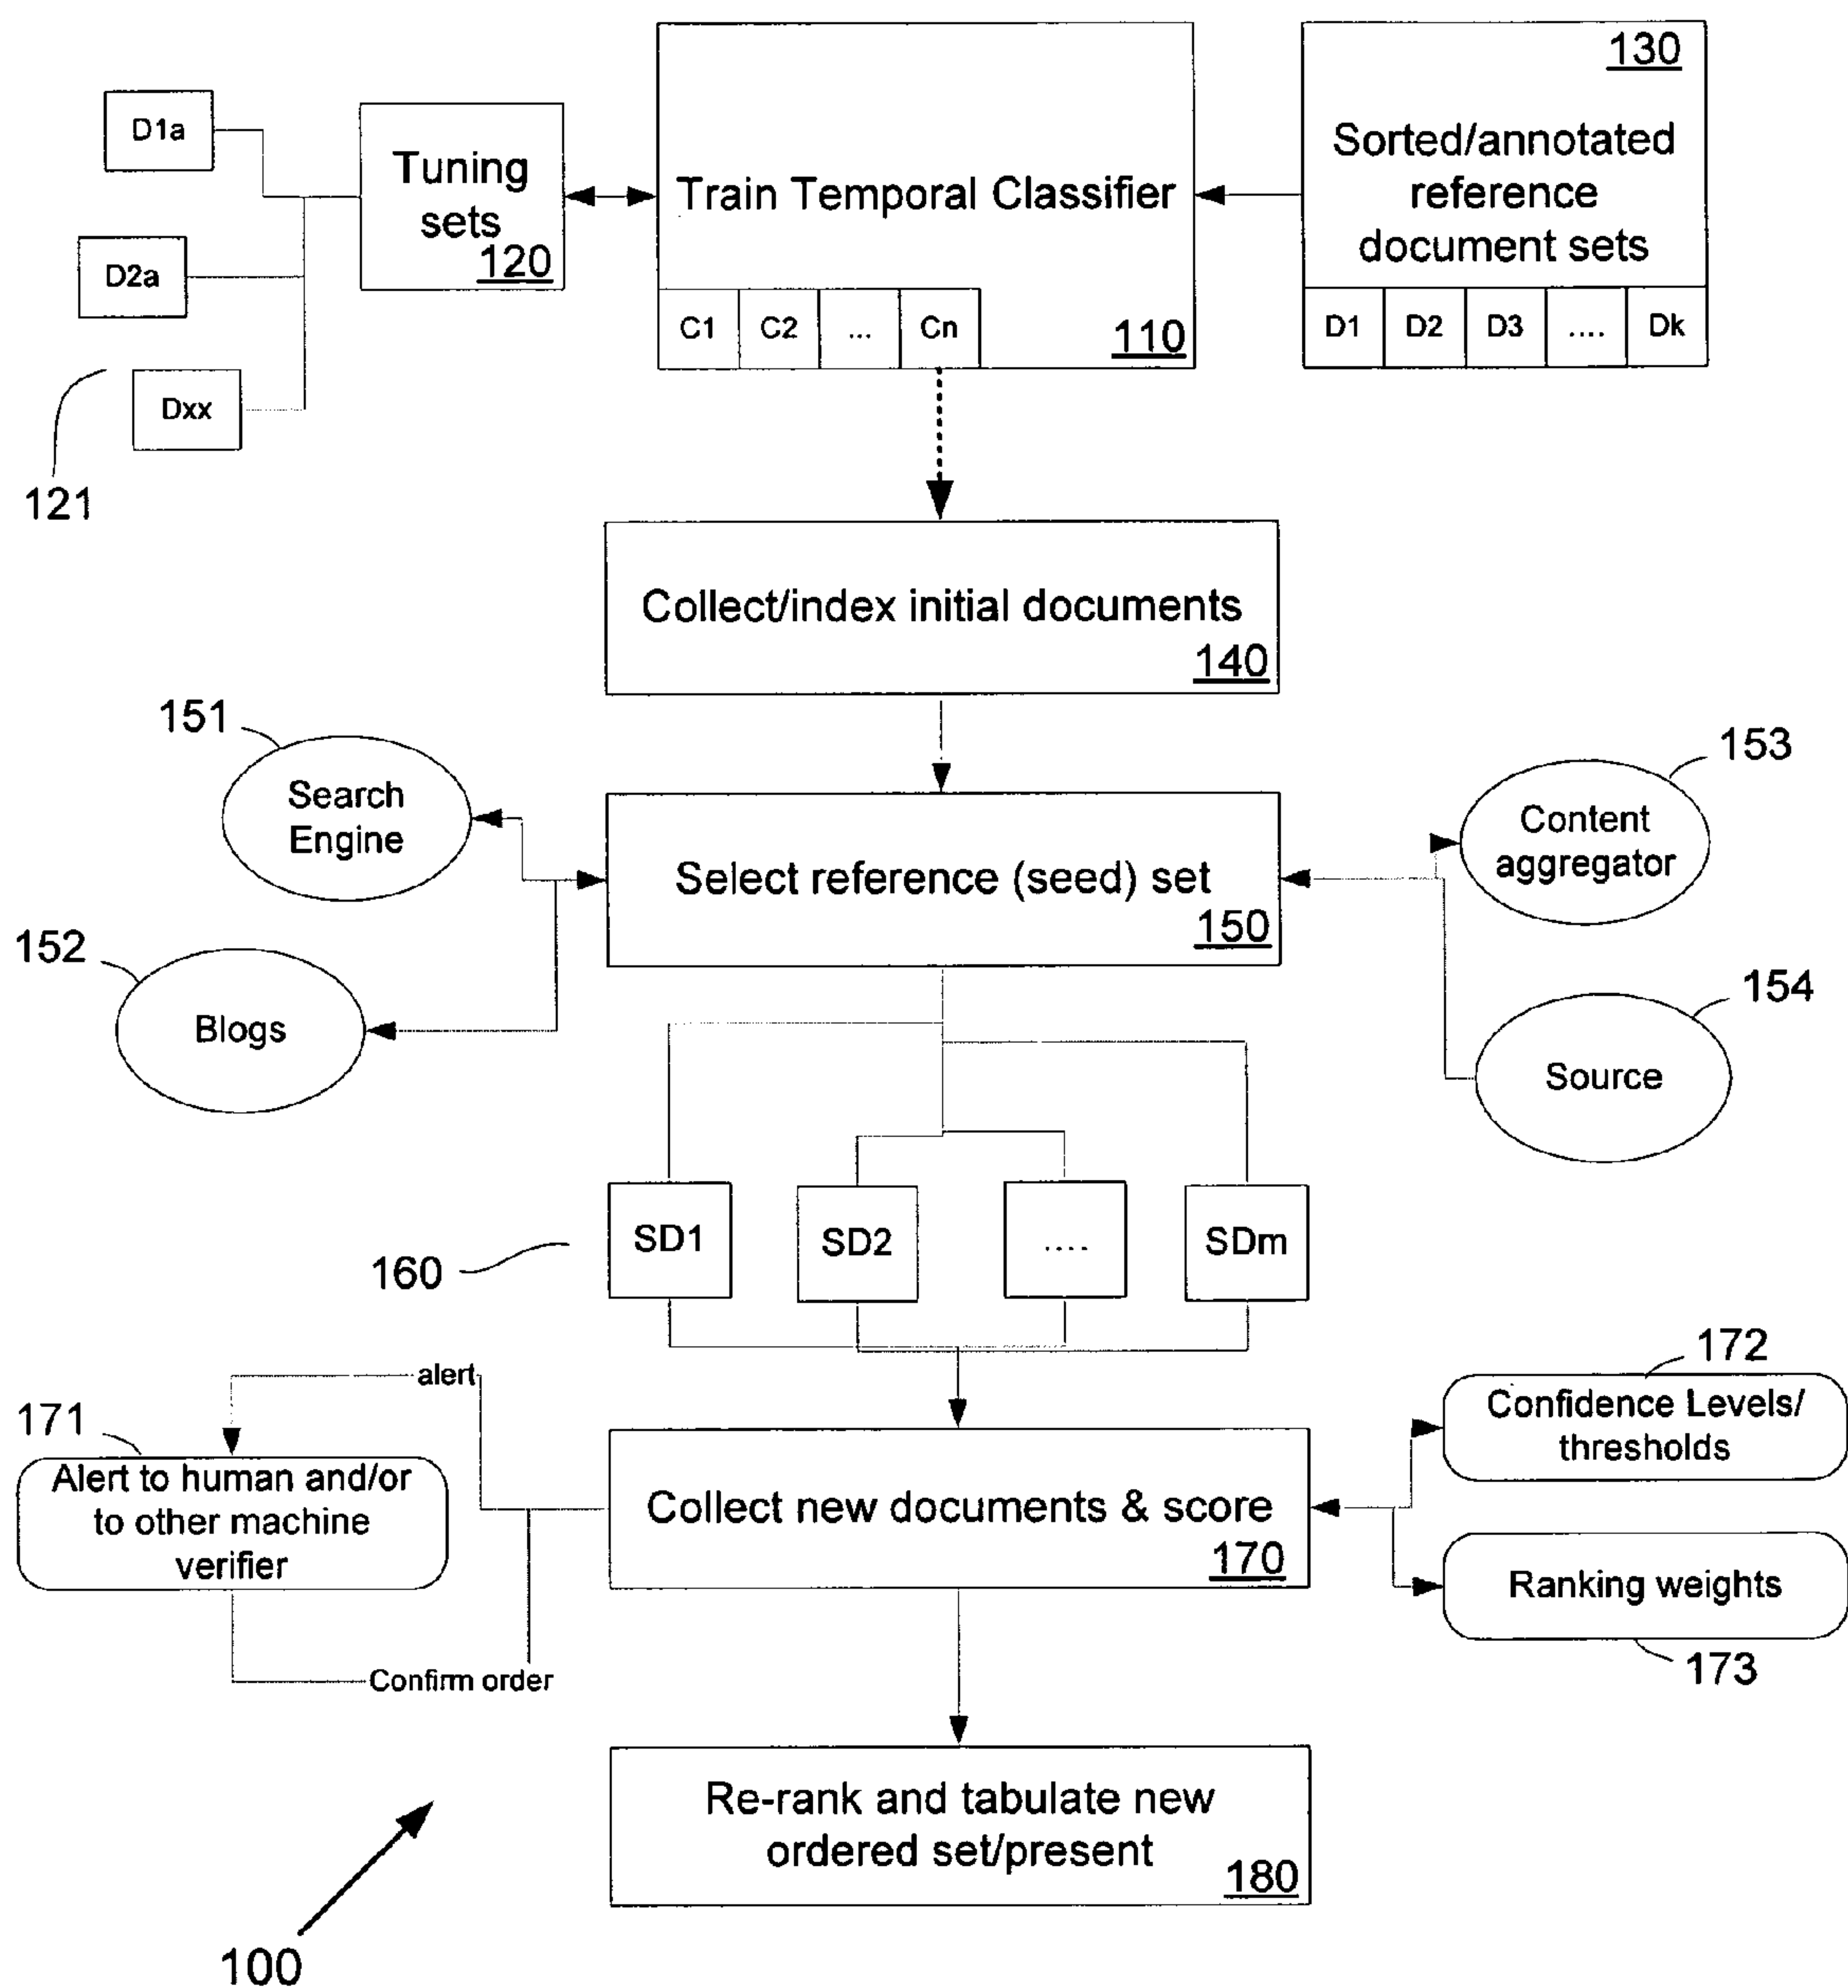 130
D1a
Tuning
sets
120
Train Temporal Classifier
Sorted/annotated
reference
document sets
D2a
C1 C2 ... Cn
110
D1 D2 D3 .... Dk
Dxx
121
Collect/index initial documents
140
151
Search
Engine
153
Content
aggregator
Select reference (seed) set
150
152
Blogs
154
Source
160
SD1 SD2 .... SDm
alert
171
Alert to human and/or
to other machine
verifier
Collect new documents & score
170
172
Confidence Levels/
thresholds
Ranking weights
173
Confirm order
Re-rank and tabulate new
ordered set/present
180
100